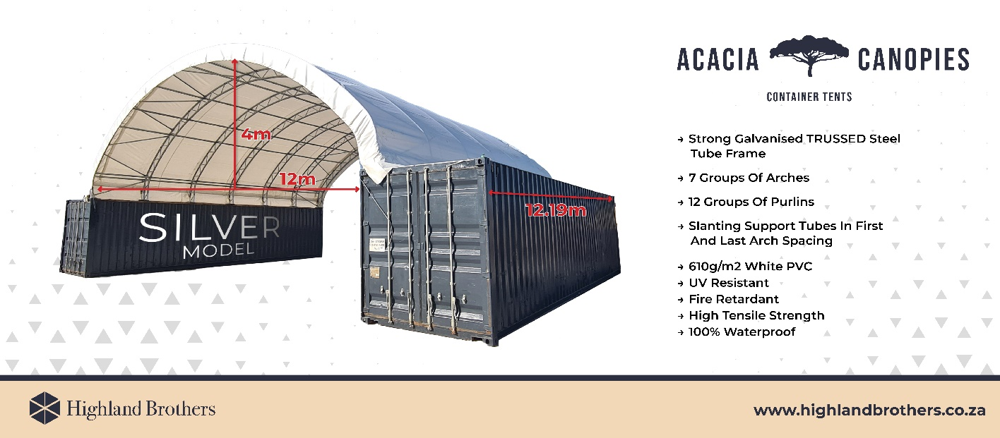 ACACIA CANOPIES
CONTAINER TENTS
4m
12m
12.19m
SILVER
MODEL
→ Strong Galvanised TRUSSED Steel
Tube Frame
→ 7 Groups Of Arches
→ 12 Groups Of Purlins
→ Slanting Support Tubes In First
And Last Arch Spacing
→ 610g/m2 White PVC
→ UV Resistant
→ Fire Retardant
→ High Tensile Strength
→ 100% Waterproof
Highland Brothers
www.highlandbrothers.co.za